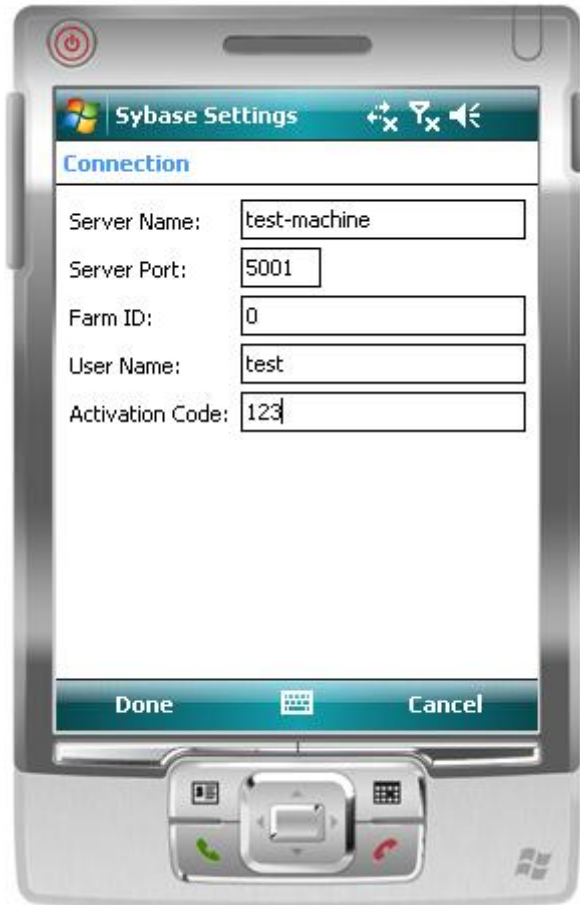 Sybase Settings
Connection
Server Name: test-machine
Server Port: 5001
Farm ID: 0
User Name: test
Activation Code: 123
Done Cancel